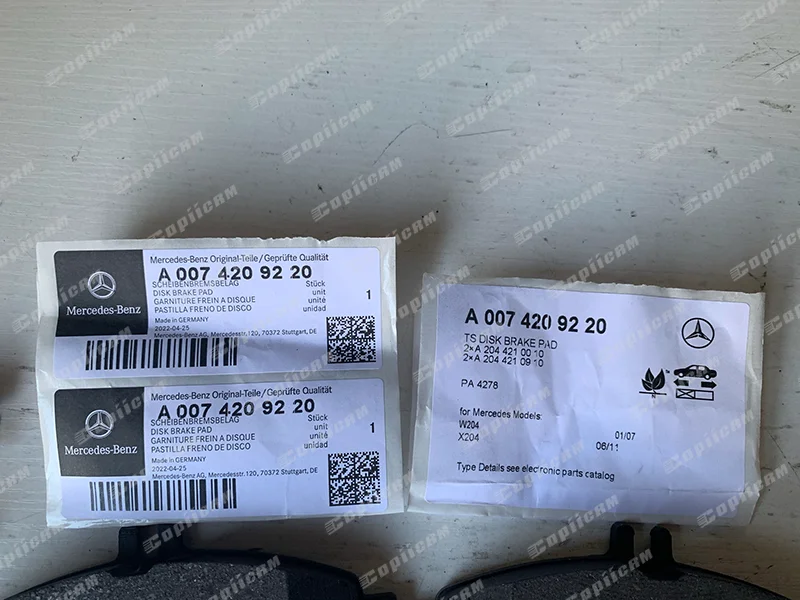 Mercedes-Benz
Mercedes-Benz Original-Teile/Geprüfte Qualität
A 007 420 92 20
SCHEIBENBREMSBELAG Stück
DISK BRAKE PAD unit
GARNITURE FREIN A DISQUE unité 1
PASTILLA FRENO DE DISCO unidad
Made in GERMANY
2022-04-25
Mercedes-Benz AG, Mercedesstr.120, 70372 Stuttgart, DE
Mercedes-Benz
Mercedes-Benz Original-Teile/Geprüfte Qualität
A 007 420 92 20
SCHEIBENBREMSBELAG Stück
DISK BRAKE PAD unit
GARNITURE FREIN A DISQUE unité 1
PASTILLA FRENO DE DISCO unidad
Made in GERMANY
2022-04-25
Mercedes-Benz AG, Mercedesstr.120, 70372 Stuttgart, DE
A 007 420 92 20
TS DISK BRAKE PAD
2×A 204 421 00 10
2×A 204 421 09 10
PA 4278
N
for Mercedes Models:
W204 01/07
X204 06/11
Type Details see electronic parts catalog
Copiicam